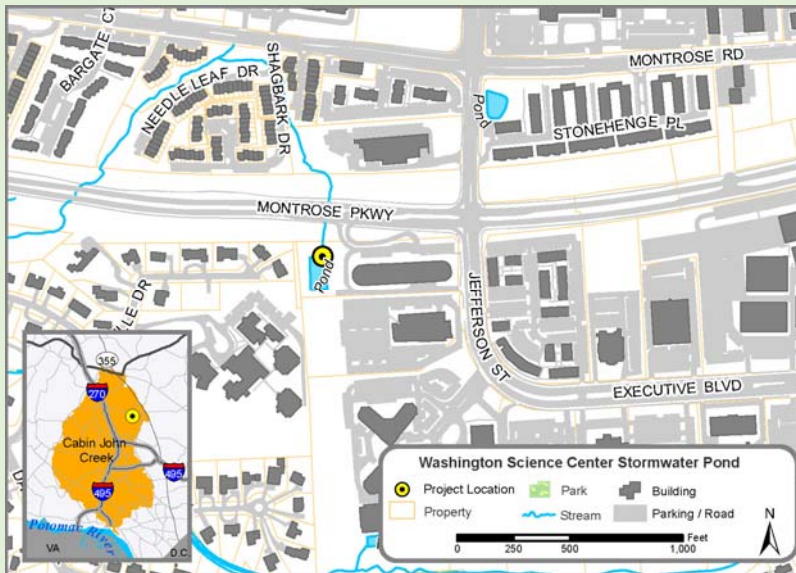 BARGATE CT
NEEDLE LEAF DR
SHAGBARK DR
MONTROSE RD
Pond
STONEHENGE PL
MONTROSE PKWY
Pond
JEFFERSON ST
EXECUTIVE BLVD
355
270
Cabin John
Creek
495
495
Potomac River
VA
D.C
Washington Science Center Stormwater Pond
Project Location
Park
Building
Property
Stream
Parking / Road
N
Feet
0 250 500 1,000